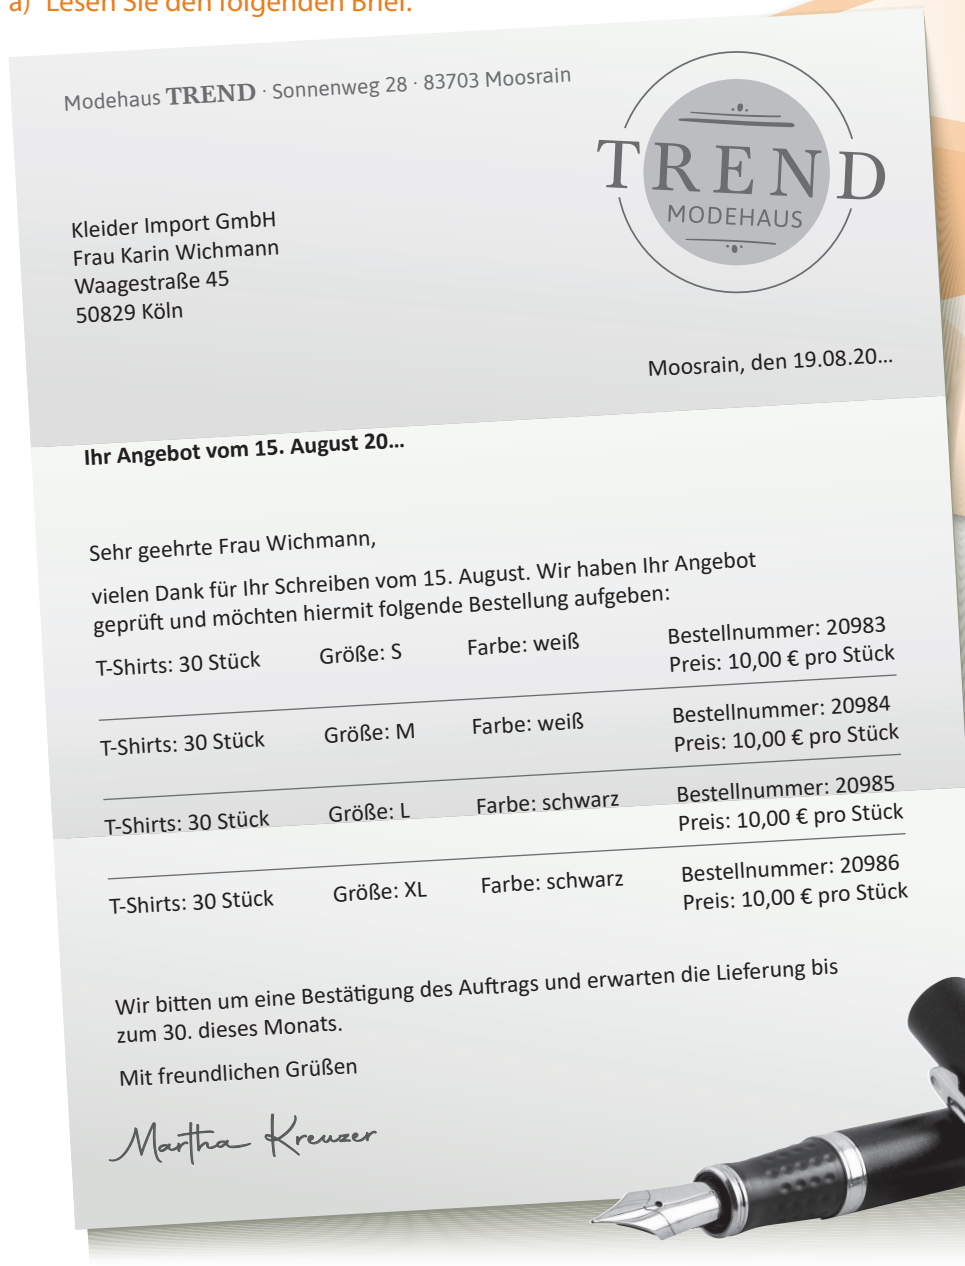 a) Lesen Sie den folgenden Brief.
Modehaus TREND · Sonnenweg 28 · 83703 Moosrain
TREND
MODEHAUS
Kleider Import GmbH
Frau Karin Wichmann
Waagestraße 45
50829 Köln
Moosrain, den 19.08.20...
Ihr Angebot vom 15. August 20...
Sehr geehrte Frau Wichmann,
vielen Dank für Ihr Schreiben vom 15. August. Wir haben Ihr Angebot
geprüft und möchten hiermit folgende Bestellung aufgeben:
T-Shirts: 30 Stück Größe: S Farbe: weiß Bestellnummer: 20983
Preis: 10,00 € pro Stück
T-Shirts: 30 Stück Größe: M Farbe: weiß Bestellnummer: 20984
Preis: 10,00 € pro Stück
T-Shirts: 30 Stück Größe: L Farbe: schwarz Bestellnummer: 20985
Preis: 10,00 € pro Stück
T-Shirts: 30 Stück Größe: XL Farbe: schwarz Bestellnummer: 20986
Preis: 10,00 € pro Stück
Wir bitten um eine Bestätigung des Auftrags und erwarten die Lieferung bis
zum 30. dieses Monats.
Mit freundlichen Grüßen
Martha Kreuzer